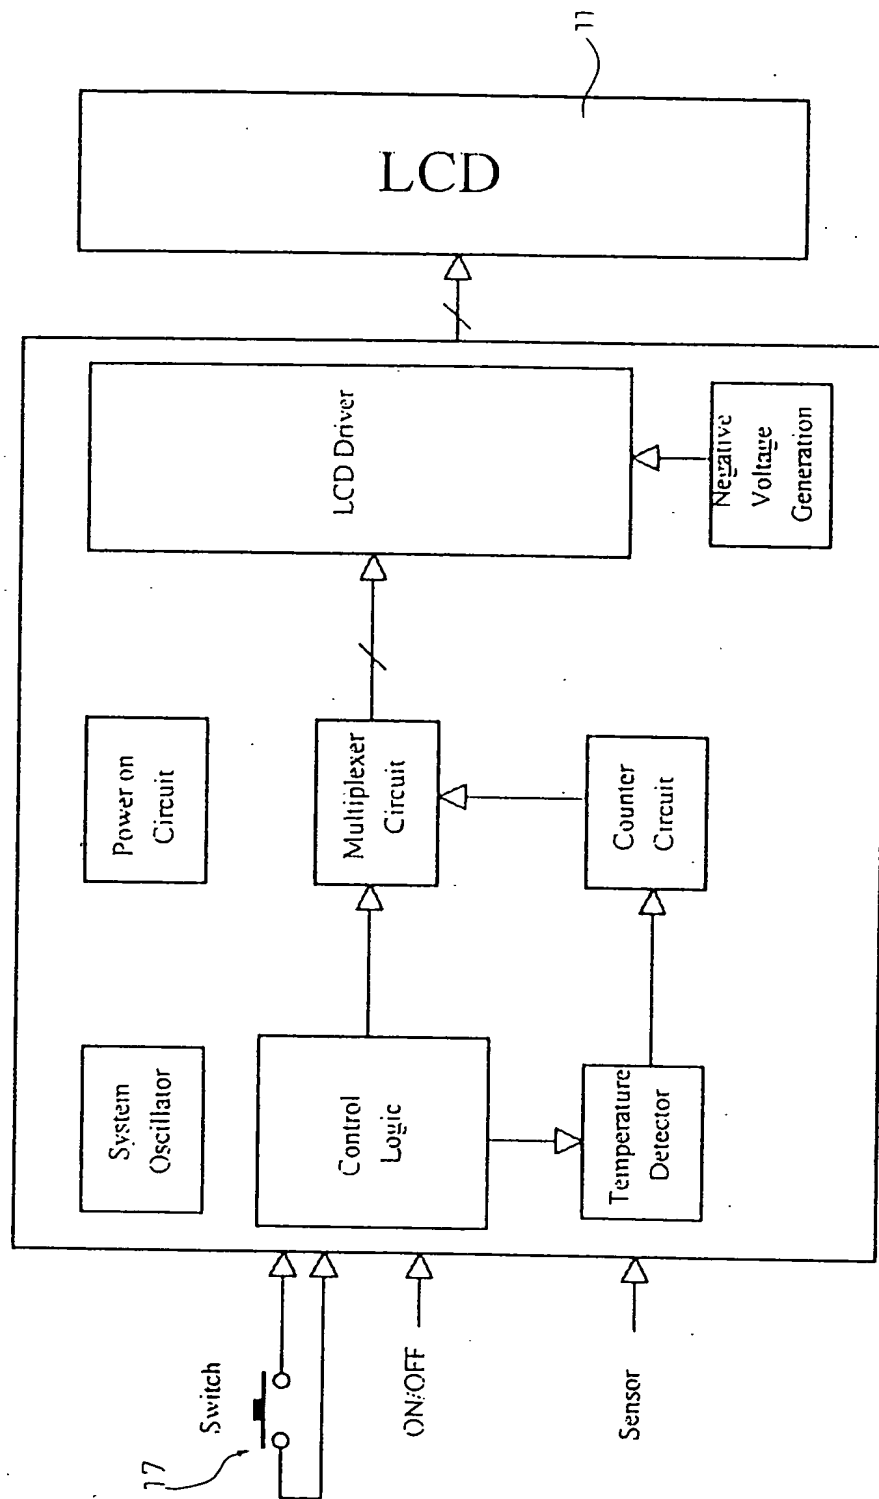 11
LCD
LCD Driver
Negative
Voltage
Generation
Power on
Circuit
Multiplexer
Circuit
Counter
Circuit
System
Oscillator
Control
Logic
Temperature
Detector
Switch
17
ON/OFF
Sensor